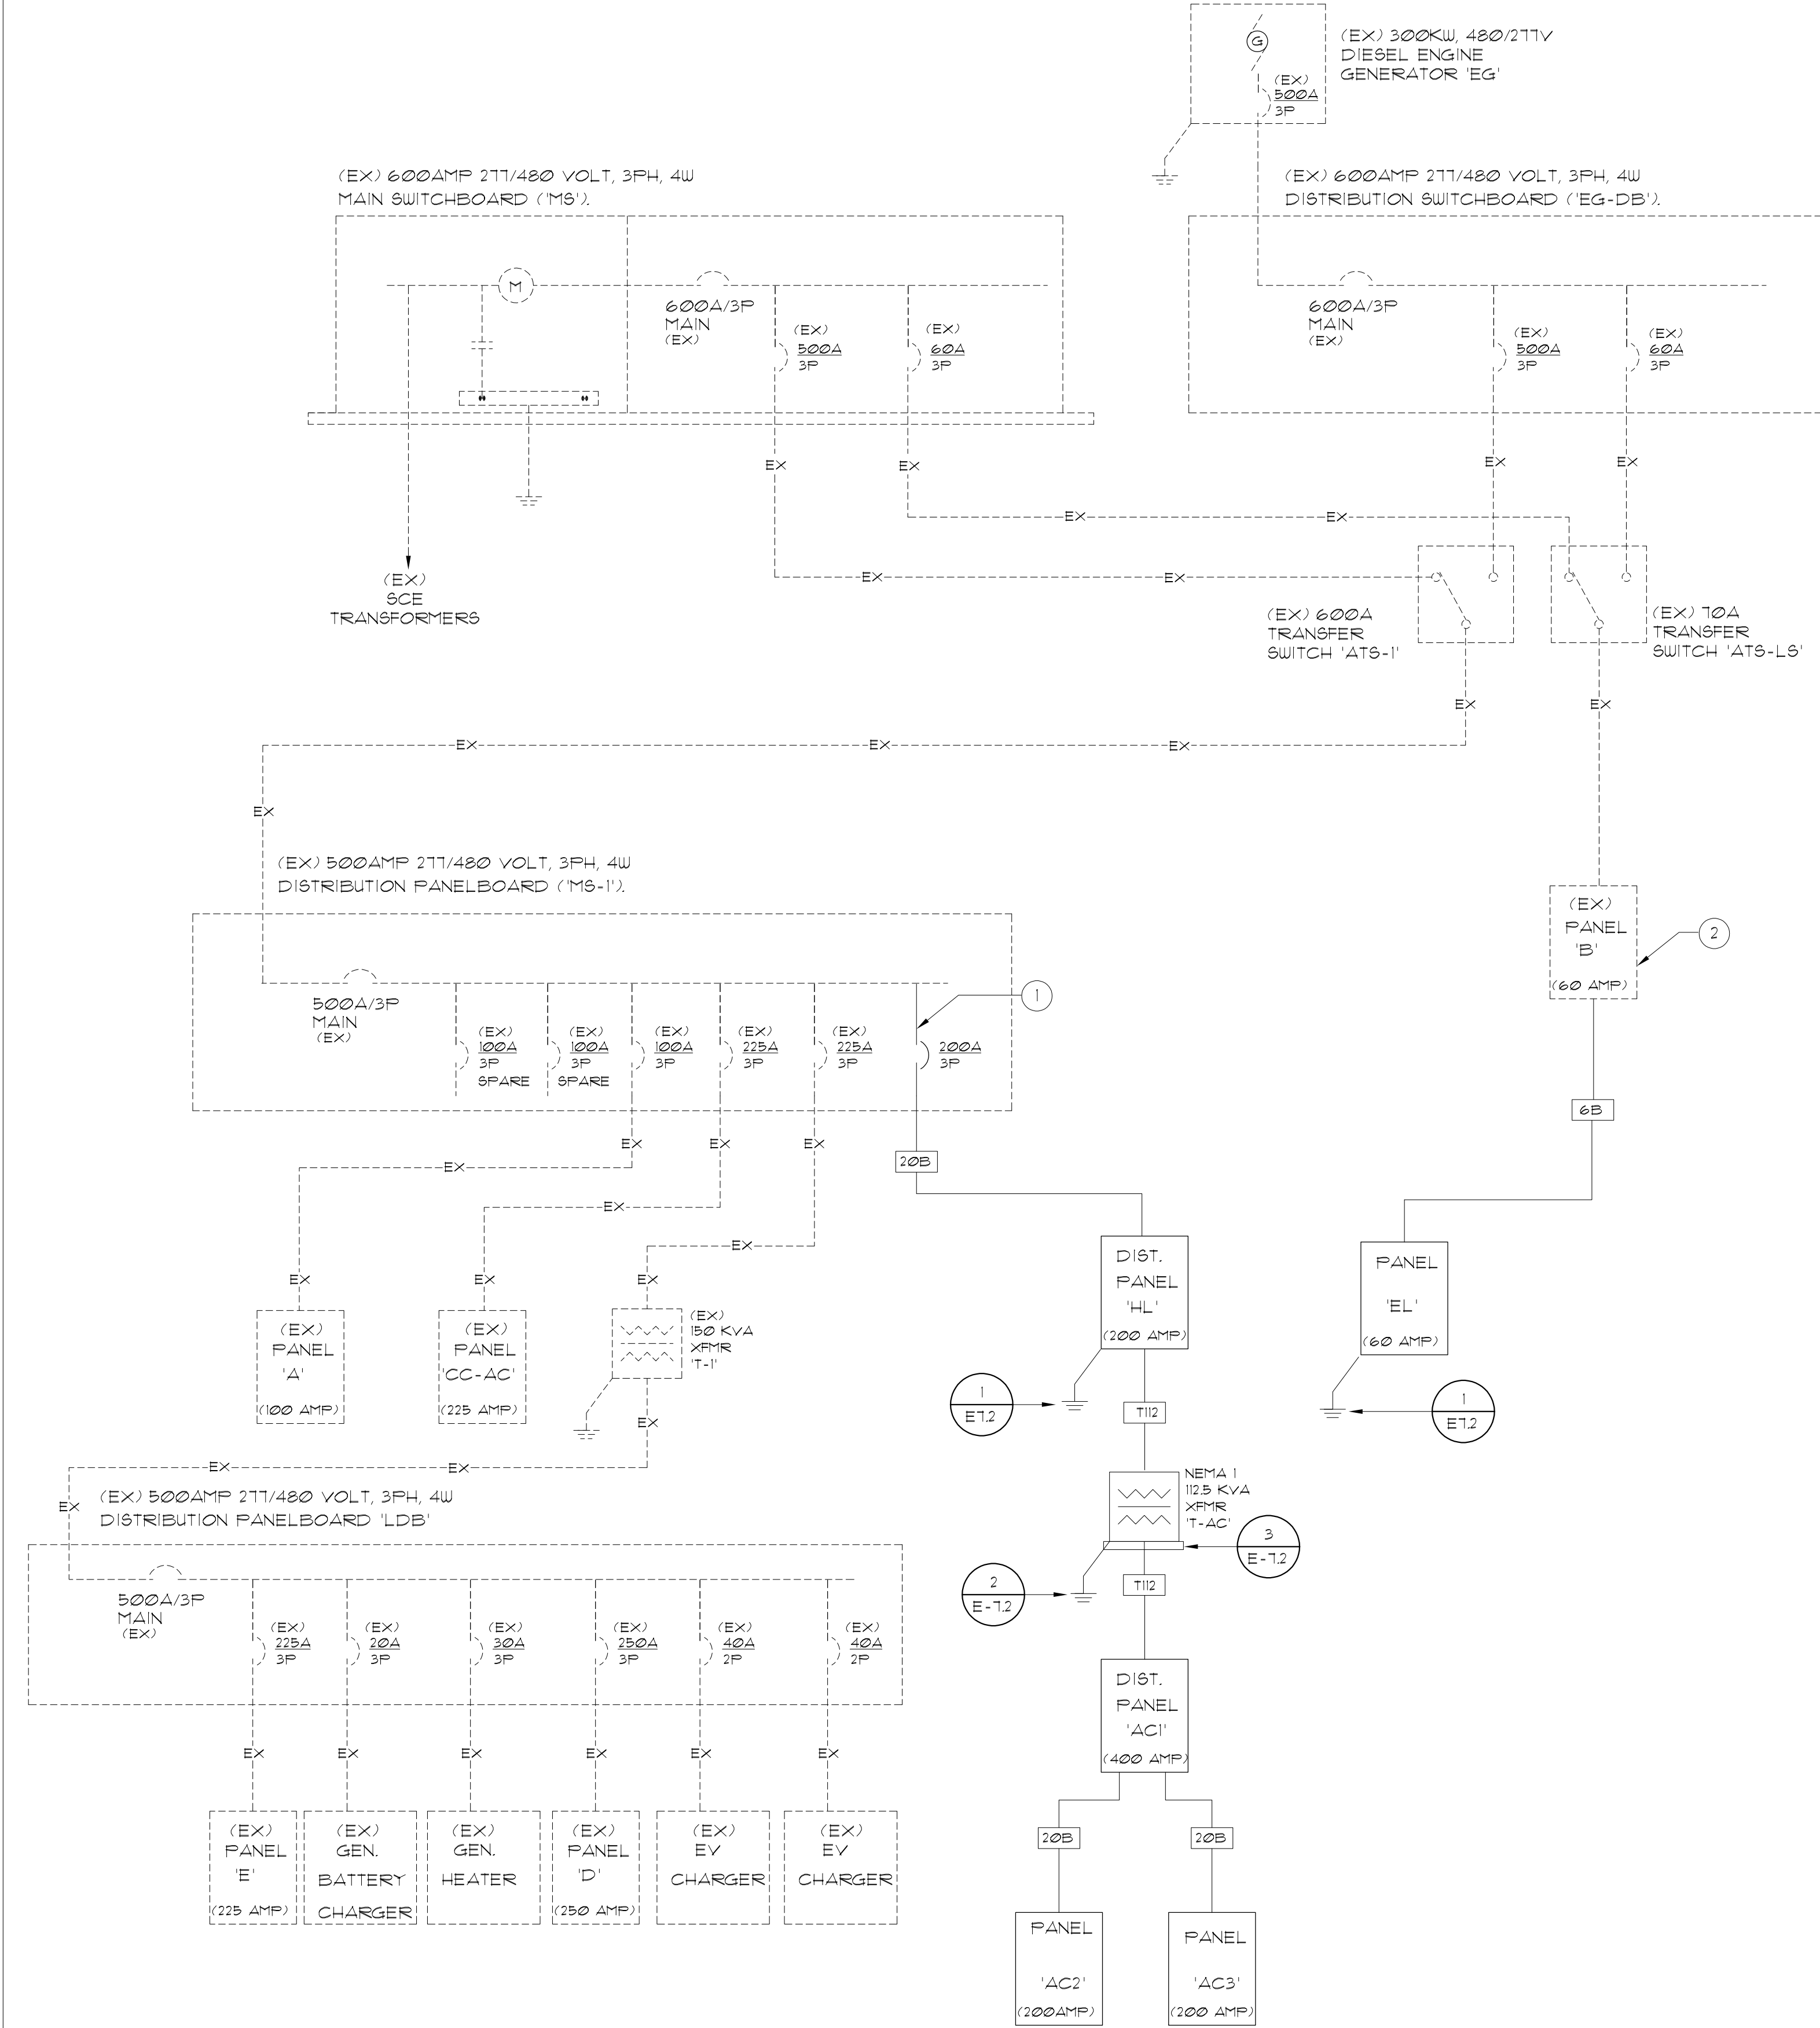 G
(EX)
500A
3P
(EX) 300KW, 480/277V
DIESEL ENGINE
GENERATOR 'EG'
(EX) 600AMP 277/480 VOLT, 3PH, 4W
MAIN SWITCHBOARD ('MS').
M
600A/3P
MAIN
(EX)
(EX)
500A
3P
(EX)
60A
3P
(EX) 600AMP 277/480 VOLT, 3PH, 4W
DISTRIBUTION SWITCHBOARD ('EG-DB').
600A/3P
MAIN
(EX)
(EX)
500A
3P
(EX)
60A
3P
EX
EX
EX
EX
EX
EX
EX
EX
(EX)
SCE
TRANSFORMERS
(EX) 600A
TRANSFER
SWITCH 'ATS-1'
(EX) 70A
TRANSFER
SWITCH 'ATS-LS'
EX
EX
EX
EX
EX
EX
(EX) 500AMP 277/480 VOLT, 3PH, 4W
DISTRIBUTION PANELBOARD ('MS-1').
500A/3P
MAIN
(EX)
(EX)
100A
3P
SPARE
(EX)
100A
3P
SPARE
(EX)
100A
3P
(EX)
225A
3P
(EX)
225A
3P
200A
3P
1
(EX)
PANEL
'B'
(60 AMP)
2
6B
EX
EX
EX
20B
EX
EX
EX
EX
EX
EX
(EX)
PANEL
'A'
(100 AMP)
(EX)
PANEL
'CC-AC'
(225 AMP)
(EX)
150 KVA
XFMR
'T-1'
DIST.
PANEL
'HL'
(200 AMP)
PANEL
'EL'
(60 AMP)
1
E7.2
T112
1
E7.2
EX
EX
EX
EX
(EX) 500AMP 277/480 VOLT, 3PH, 4W
DISTRIBUTION PANELBOARD 'LDB'
NEMA 1
112.5 KVA
XFMR
'T-AC'
3
E-7.2
2
E-7.2
T112
500A/3P
MAIN
(EX)
(EX)
225A
3P
(EX)
20A
3P
(EX)
30A
3P
(EX)
250A
3P
(EX)
40A
2P
(EX)
40A
2P
DIST.
PANEL
'AC1'
(400 AMP)
EX
EX
EX
EX
EX
EX
(EX)
PANEL
'E'
(225 AMP)
(EX)
GEN.
BATTERY
CHARGER
(EX)
GEN.
HEATER
(EX)
PANEL
'D'
(250 AMP)
(EX)
EV
CHARGER
(EX)
EV
CHARGER
20B
20B
PANEL
'AC2'
(200AMP)
PANEL
'AC3'
(200 AMP)